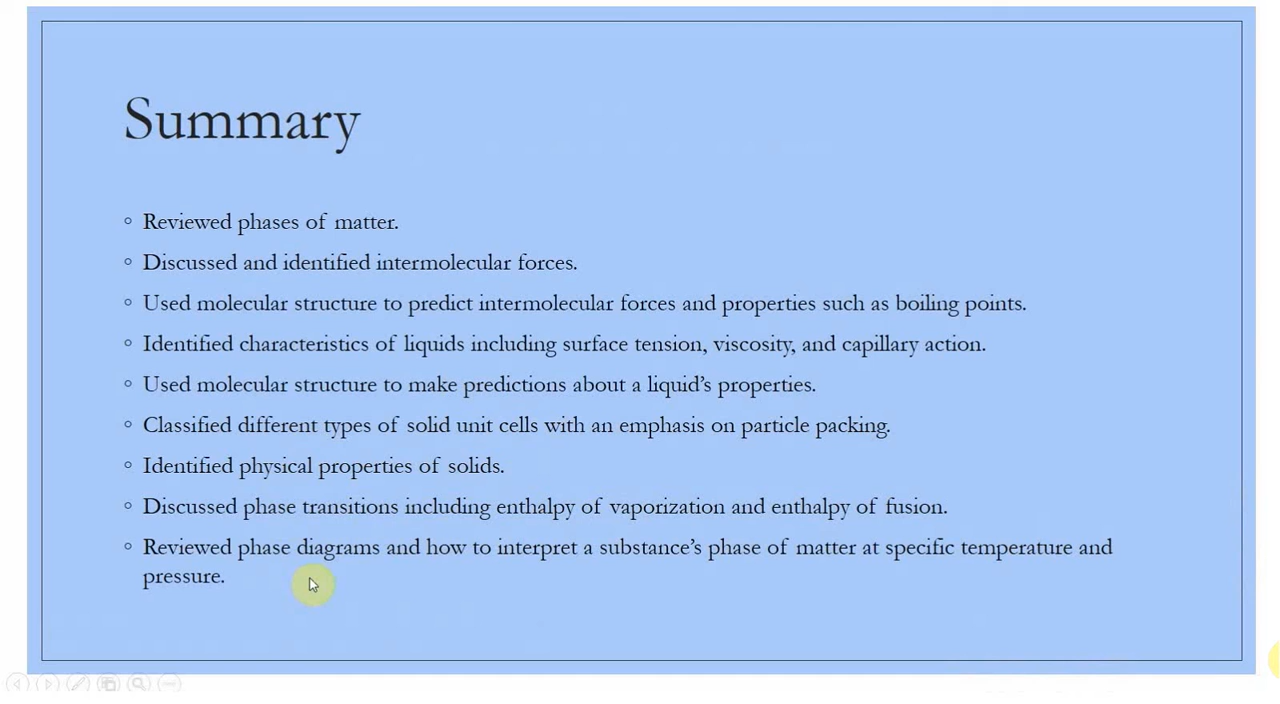 Summary
◦ Reviewed phases of matter.
◦ Discussed and identified intermolecular forces.
◦ Used molecular structure to predict intermolecular forces and properties such as boiling points.
◦ Identified characteristics of liquids including surface tension, viscosity, and capillary action.
◦ Used molecular structure to make predictions about a liquid’s properties.
◦ Classified different types of solid unit cells with an emphasis on particle packing.
◦ Identified physical properties of solids.
◦ Discussed phase transitions including enthalpy of vaporization and enthalpy of fusion.
◦ Reviewed phase diagrams and how to interpret a substance’s phase of matter at specific temperature and
pressure.